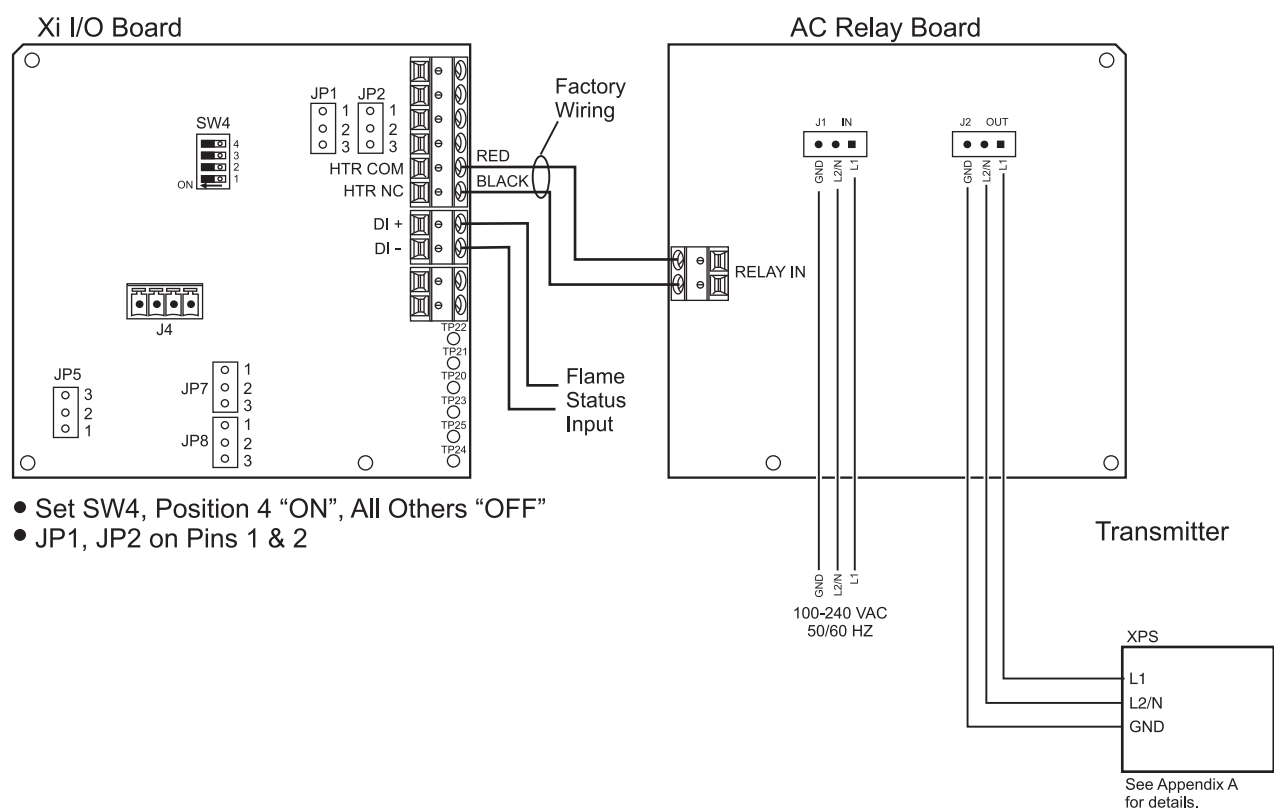 Xi I/O Board
AC Relay Board
SW4
4
3
2
1
ON
JP1
1
2
3
JP2
1
2
3
HTR COM
HTR NC
DI +
DI –
RED
BLACK
Factory
Wiring
J4
JP5
3
2
1
JP7
1
2
3
JP8
1
2
3
TP22
TP21
TP20
TP23
TP25
TP24
Flame
Status
Input
J1 IN
GND
L2/N
L1
J2 OUT
GND
L2/N
L1
RELAY IN
GND
L2/N
L1
100-240 VAC
50/60 HZ
• Set SW4, Position 4 “ON”, All Others “OFF”
• JP1, JP2 on Pins 1 & 2
Transmitter
XPS
L1
L2/N
GND
See Appendix A
for details.